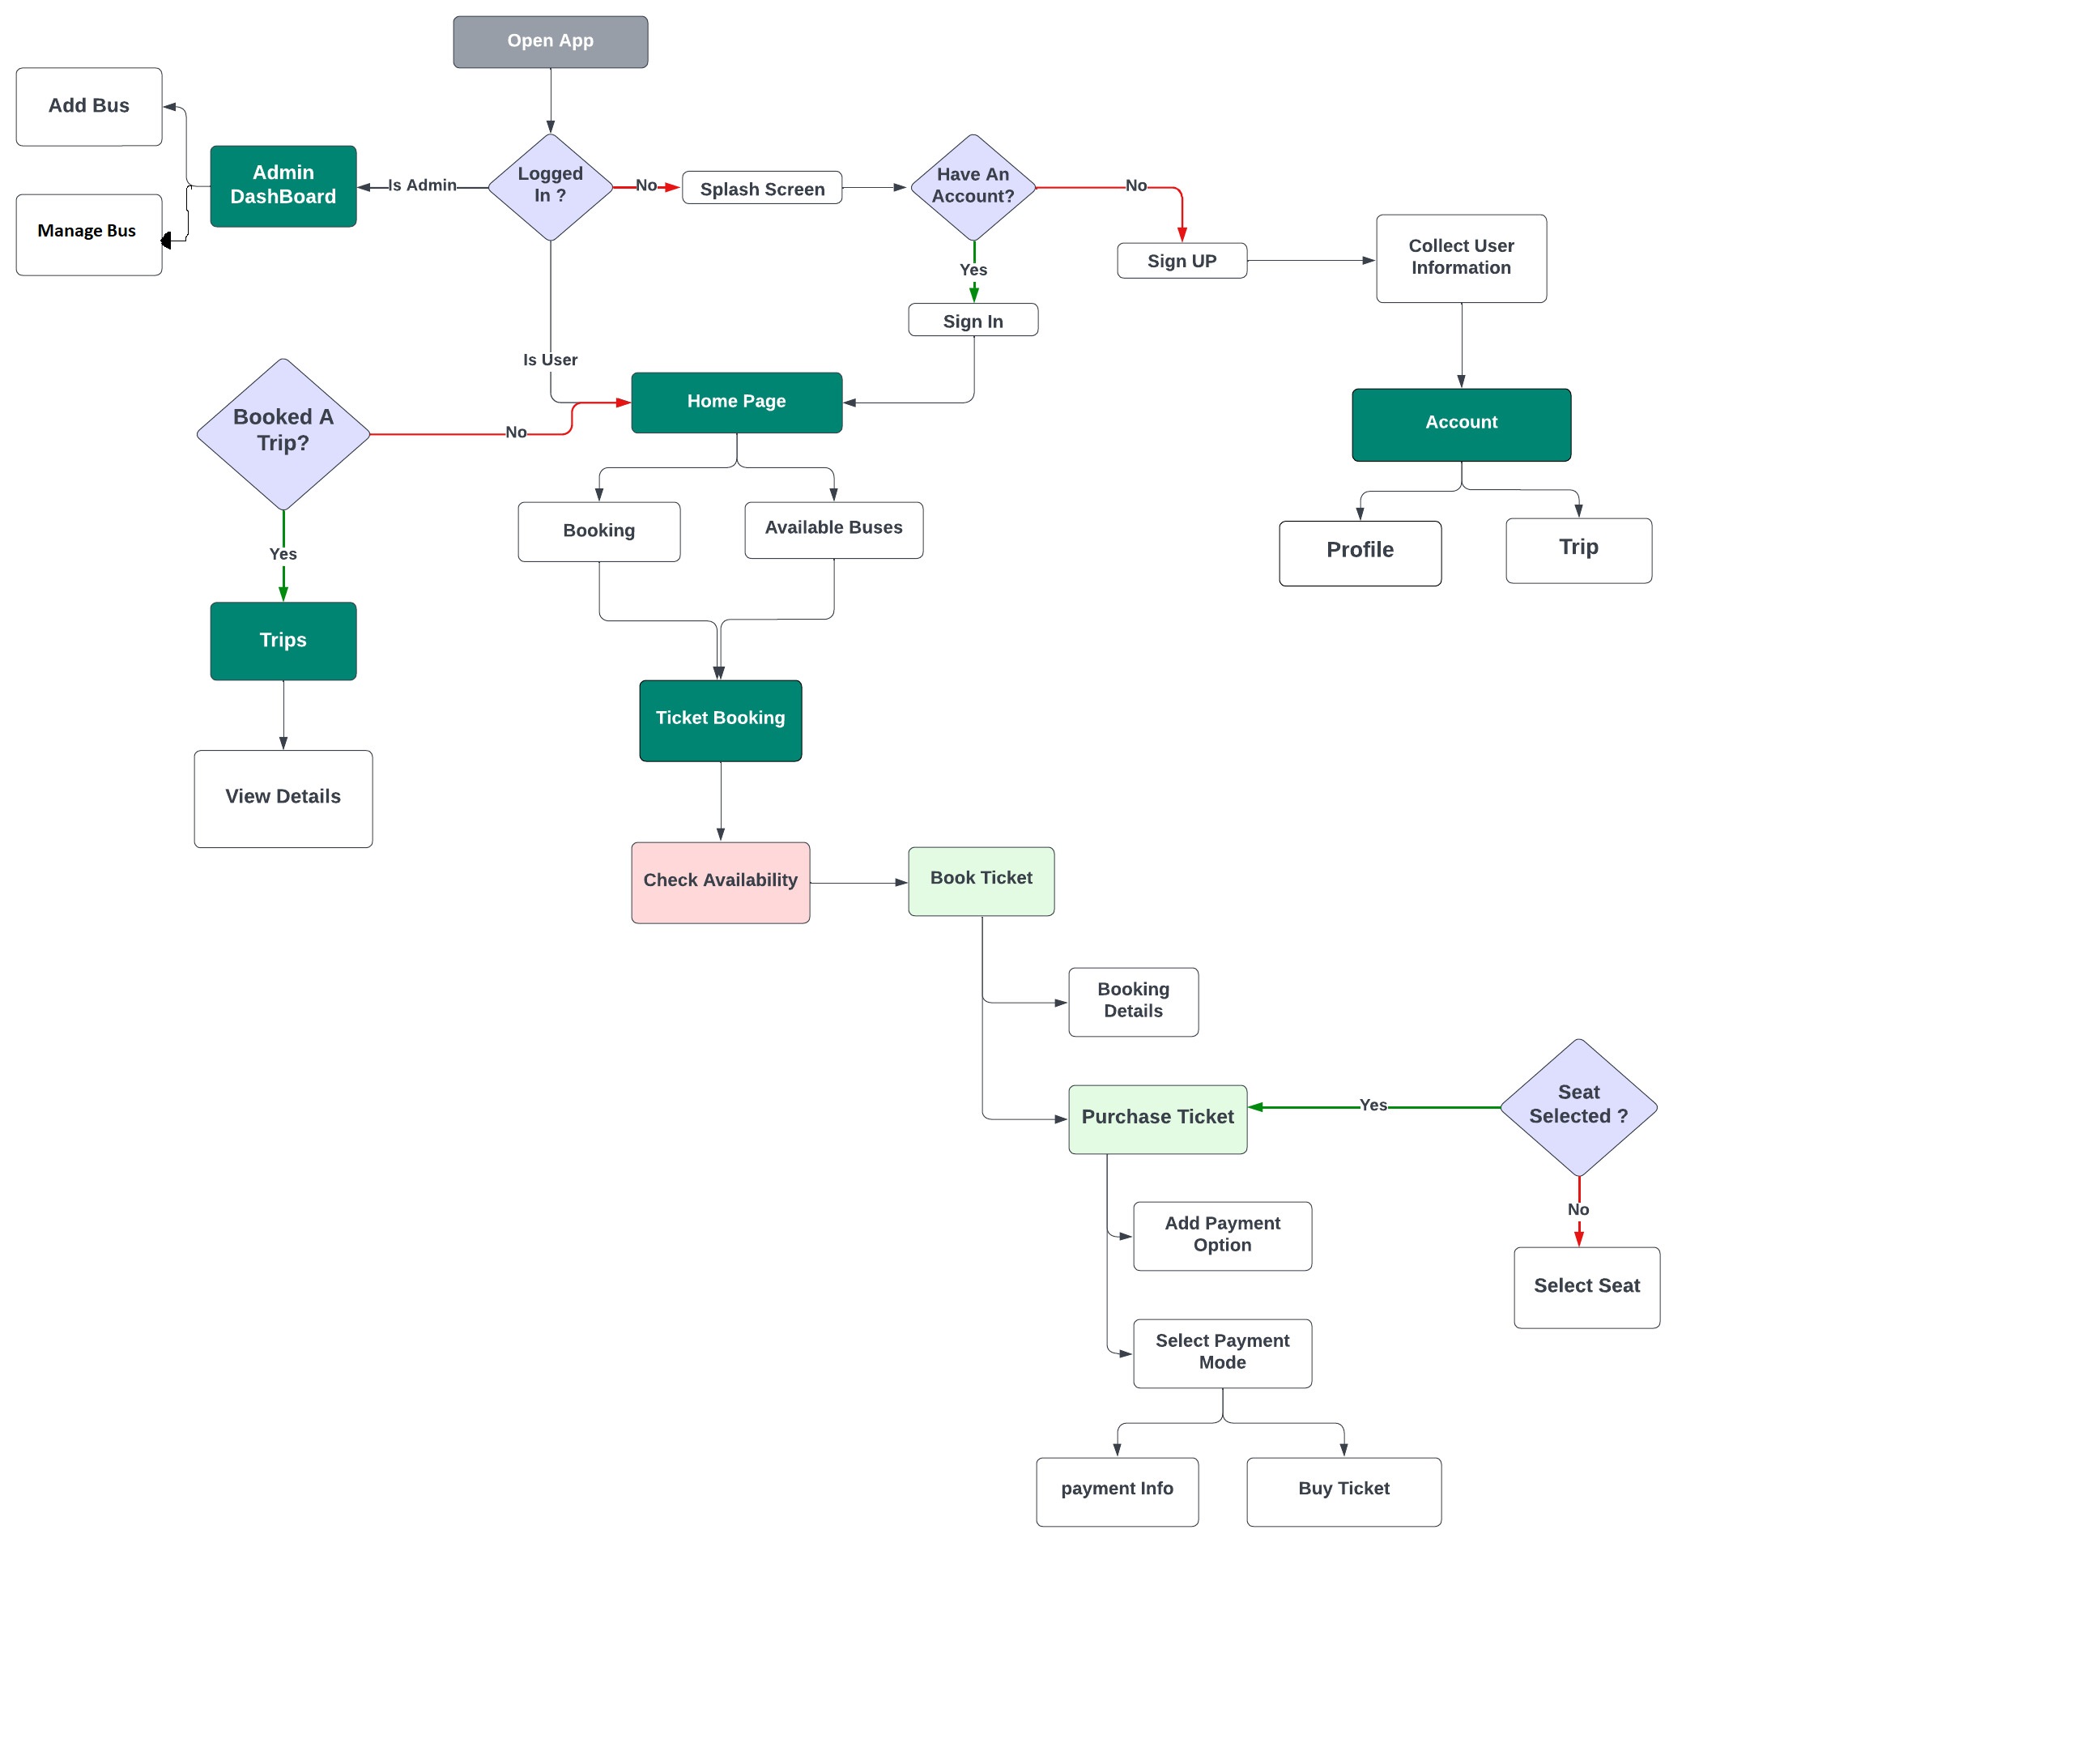 Open App
Add Bus
Admin
DashBoard
Is Admin
Logged
In ?
No
Splash Screen
Have An
Account?
No
Manage Bus
Yes
Sign UP
Collect User
Information
Sign In
Is User
Booked A
Trip?
No
Home Page
Account
Booking
Available Buses
Profile
Trip
Yes
Trips
Ticket Booking
View Details
Check Availability
Book Ticket
Booking
Details
Purchase Ticket
Yes
Seat
Selected ?
No
Add Payment
Option
Select Seat
Select Payment
Mode
payment Info
Buy Ticket